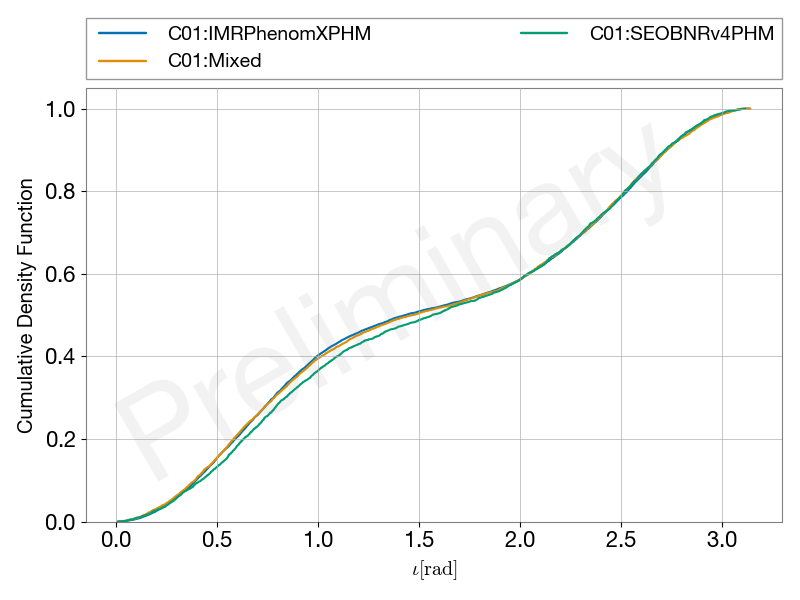 C01:IMRPhenomXPHM
C01:Mixed
C01:SEOBNRv4PHM
Preliminary
Cumulative Density Function
1.0
0.8
0.6
0.4
0.2
0.0
0.0 0.5 1.0 1.5 2.0 2.5 3.0
ι[rad]